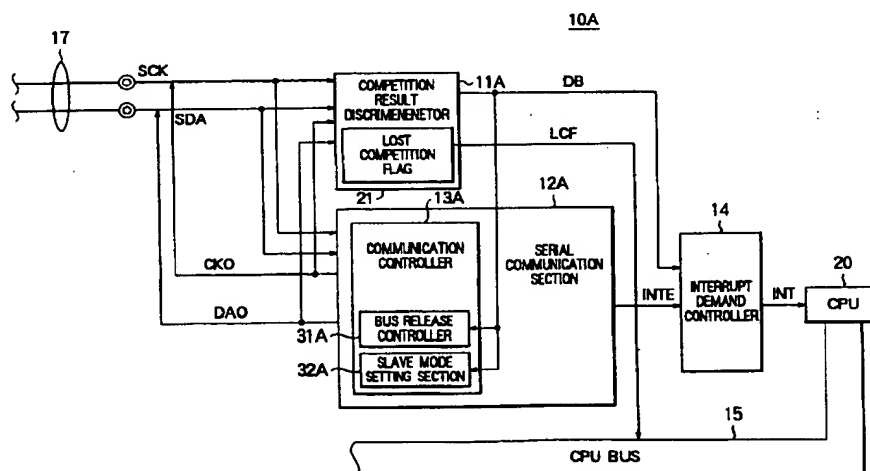 10A
17
SCK
SDA
COMPETITION
RESULT
DISCRIMENENETOR
11A
DB
LOST
COMPETITION
FLAG
LCF
21
13A
12A
14
COMMUNICATION
CONTROLLER
SERIAL
COMMUNICATION
SECTION
CKO
DAO
INTE
INTERRUPT
DEMAND
CONTROLLER
INT
20
CPU
31A
BUS RELEASE
CONTROLLER
32A
SLAVE MODE
SETTING SECTION
15
CPU BUS